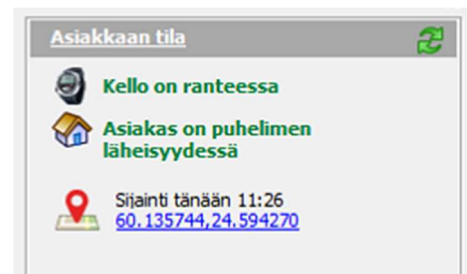 Asiakkaan tila
Kello on ranteessa
Asiakas on puhelimen
läheisyydessä
Sijainti tänään 11:26
60.135744,24.594270